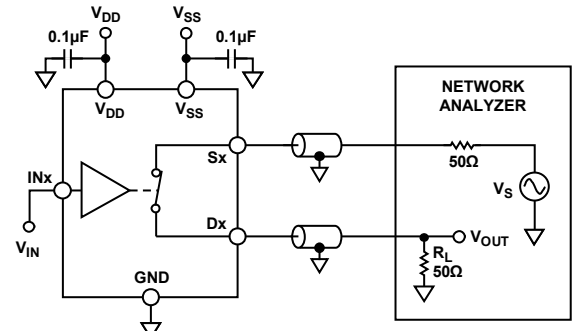 VDD
VSS
0.1µF
0.1µF
VDD
VSS
NETWORK
ANALYZER
Sx
50Ω
VS
INx
Dx
VOUT
RL
50Ω
VIN
GND